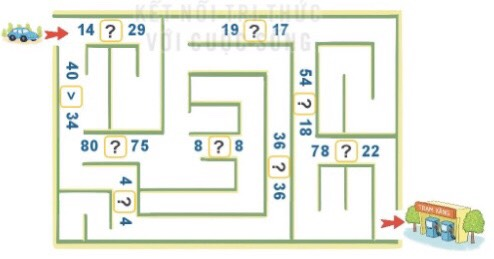 KẾT NỐI TRI THỨC
VỚI CUỘC SỐNG
14 ? 29
19 ? 17
40 > 34
54 ? 18
80 ? 75
8 ? 8
36 ? 36
78 ? 22
4 ? 4
TRẠM XĂNG